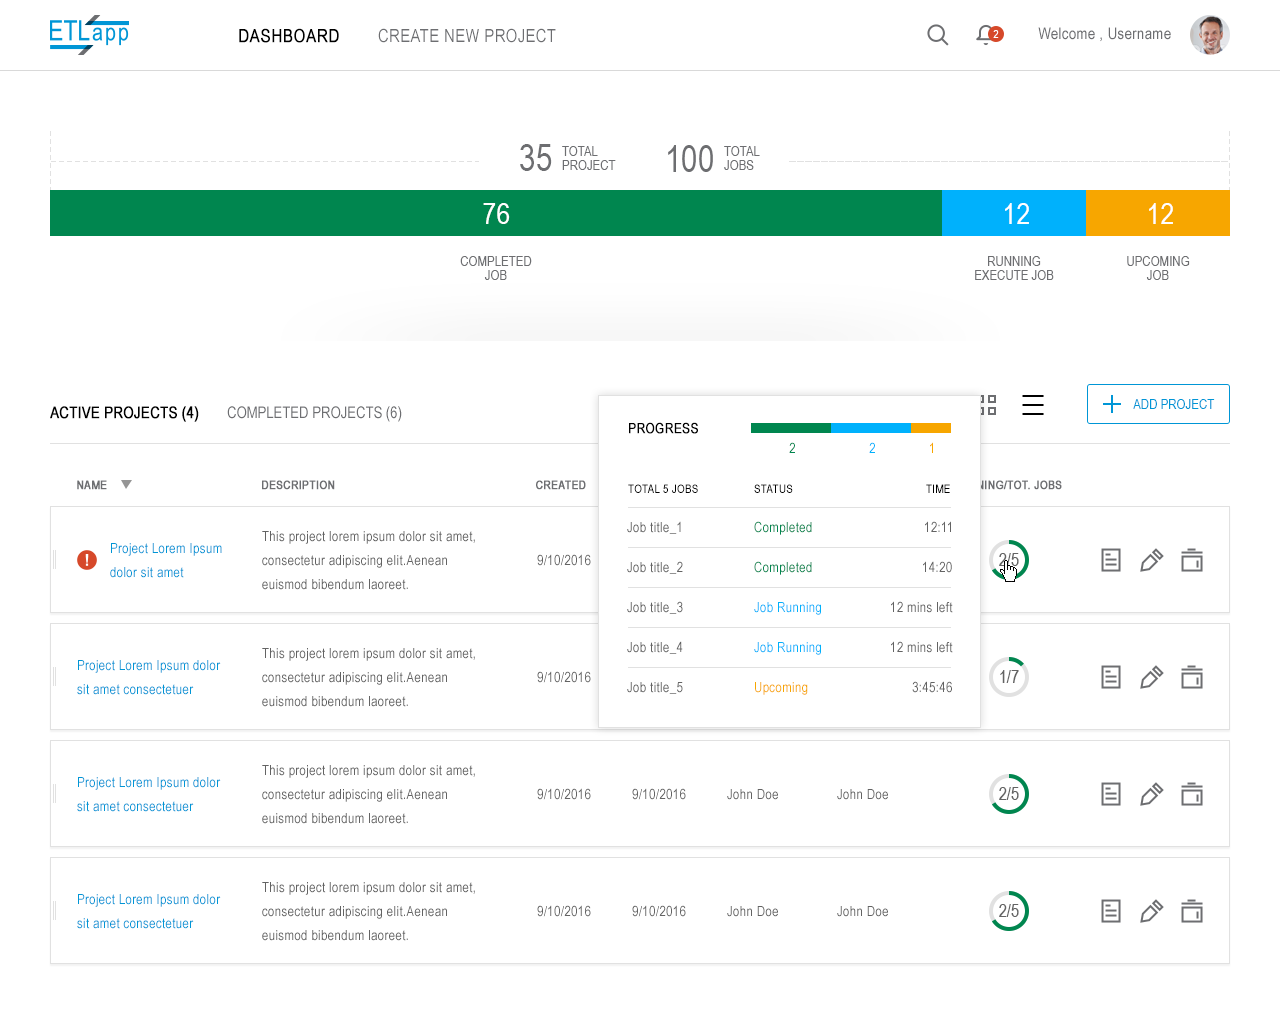 ETLapp
DASHBOARD
CREATE NEW PROJECT
2
Welcome , Username
35 TOTAL PROJECT
100 TOTAL JOBS
76
12
12
COMPLETED
JOB
RUNNING
EXECUTE JOB
UPCOMING
JOB
ACTIVE PROJECTS (4)
COMPLETED PROJECTS (6)
ADD PROJECT
PROGRESS
2
2
1
TOTAL 5 JOBS
STATUS
TIME
Job title_1
Completed
12:11
Job title_2
Completed
14:20
Job title_3
Job Running
12 mins left
Job title_4
Job Running
12 mins left
Job title_5
Upcoming
3:45:46
NAME
DESCRIPTION
CREATED
NING/TOT. JOBS
!
Project Lorem Ipsum
dolor sit amet
This project lorem ipsum dolor sit amet,
consectetur adipiscing elit.Aenean
euismod bibendum laoreet.
9/10/2016
2/5
Project Lorem Ipsum dolor
sit amet consectetuer
This project lorem ipsum dolor sit amet,
consectetur adipiscing elit.Aenean
euismod bibendum laoreet.
9/10/2016
1/7
Project Lorem Ipsum dolor
sit amet consectetuer
This project lorem ipsum dolor sit amet,
consectetur adipiscing elit.Aenean
euismod bibendum laoreet.
9/10/2016
9/10/2016
John Doe
John Doe
2/5
Project Lorem Ipsum dolor
sit amet consectetuer
This project lorem ipsum dolor sit amet,
consectetur adipiscing elit.Aenean
euismod bibendum laoreet.
9/10/2016
9/10/2016
John Doe
John Doe
2/5